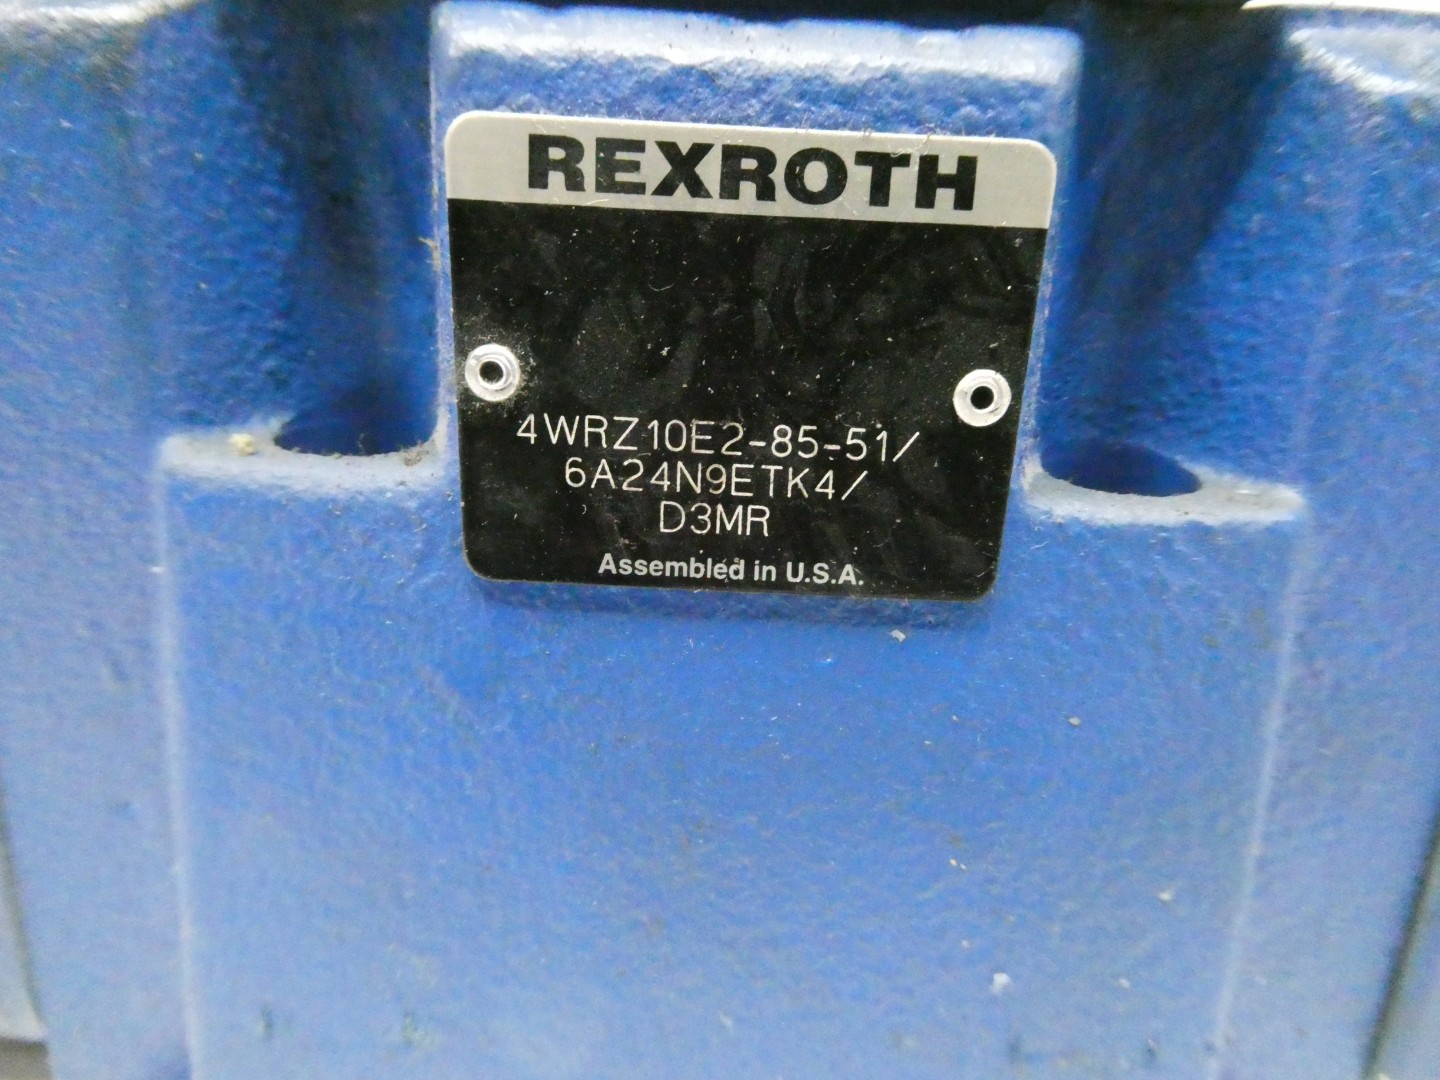 REXROTH
4WRZ10E2-85-51/
6A24N9ETK4/
D3MR
Assembled in U.S.A.